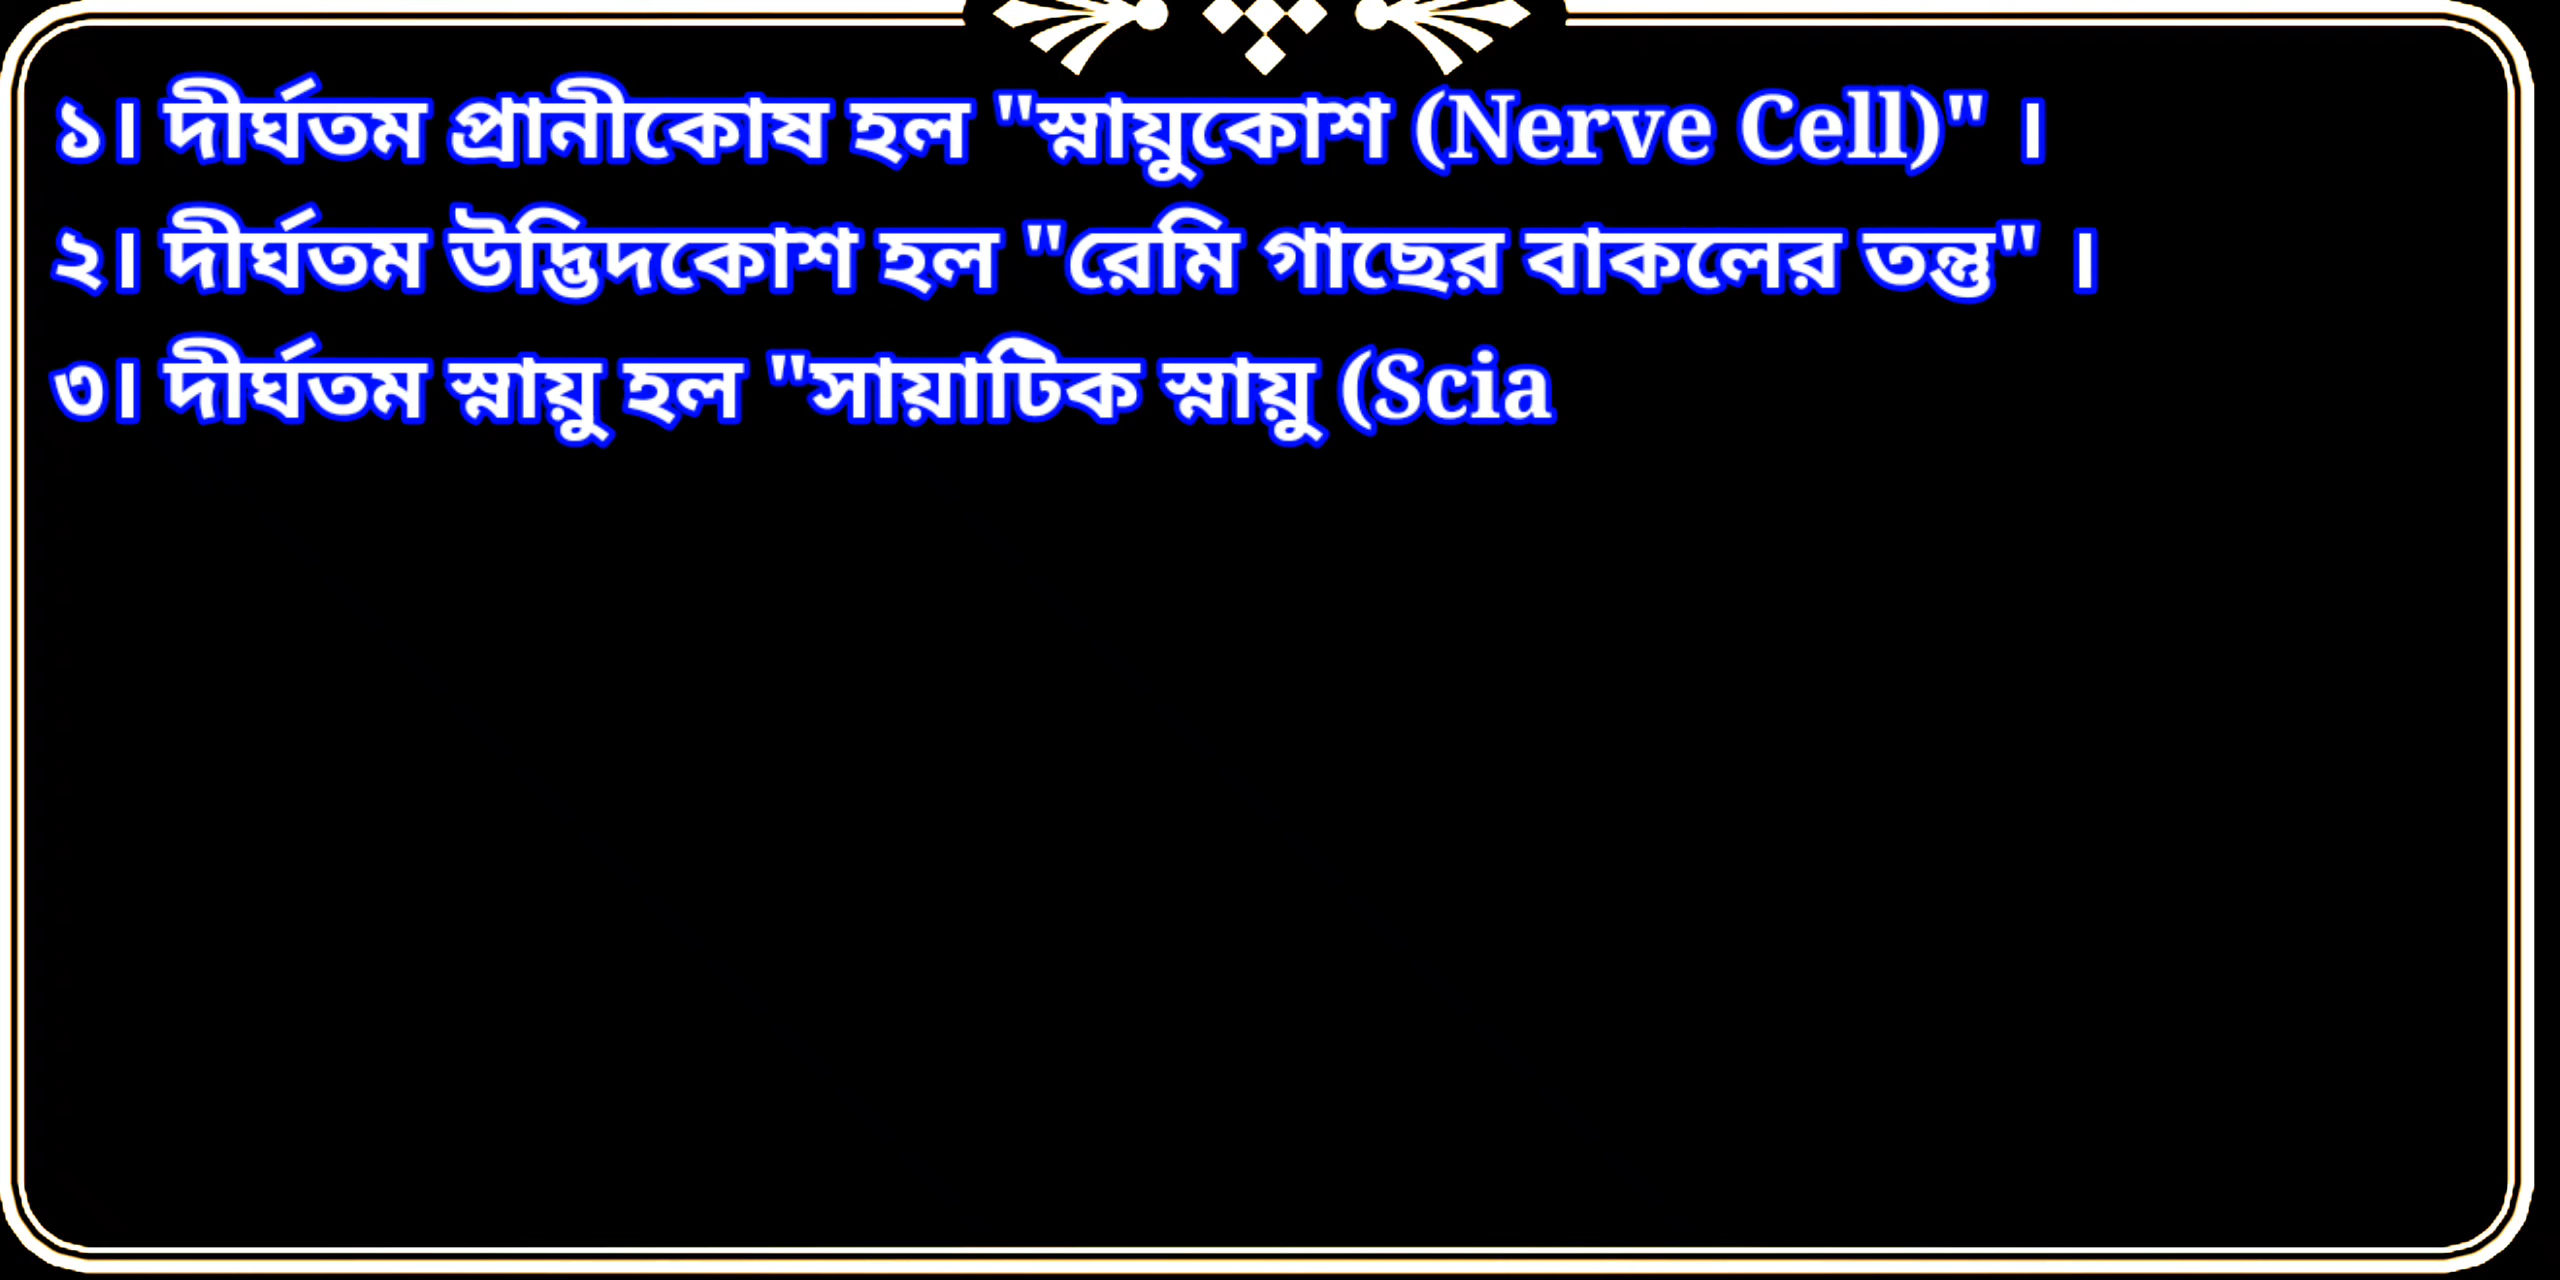 ১। দীর্ঘতম প্রানীকোষ হল "স্নায়ুকোশ (Nerve Cell)" ।
২। দীর্ঘতম উদ্ভিদকোশ হল "রেমি গাছের বাকলের তন্তু" ।
৩। দীর্ঘতম স্নায়ু হল "সায়াটিক স্নায়ু (Scia